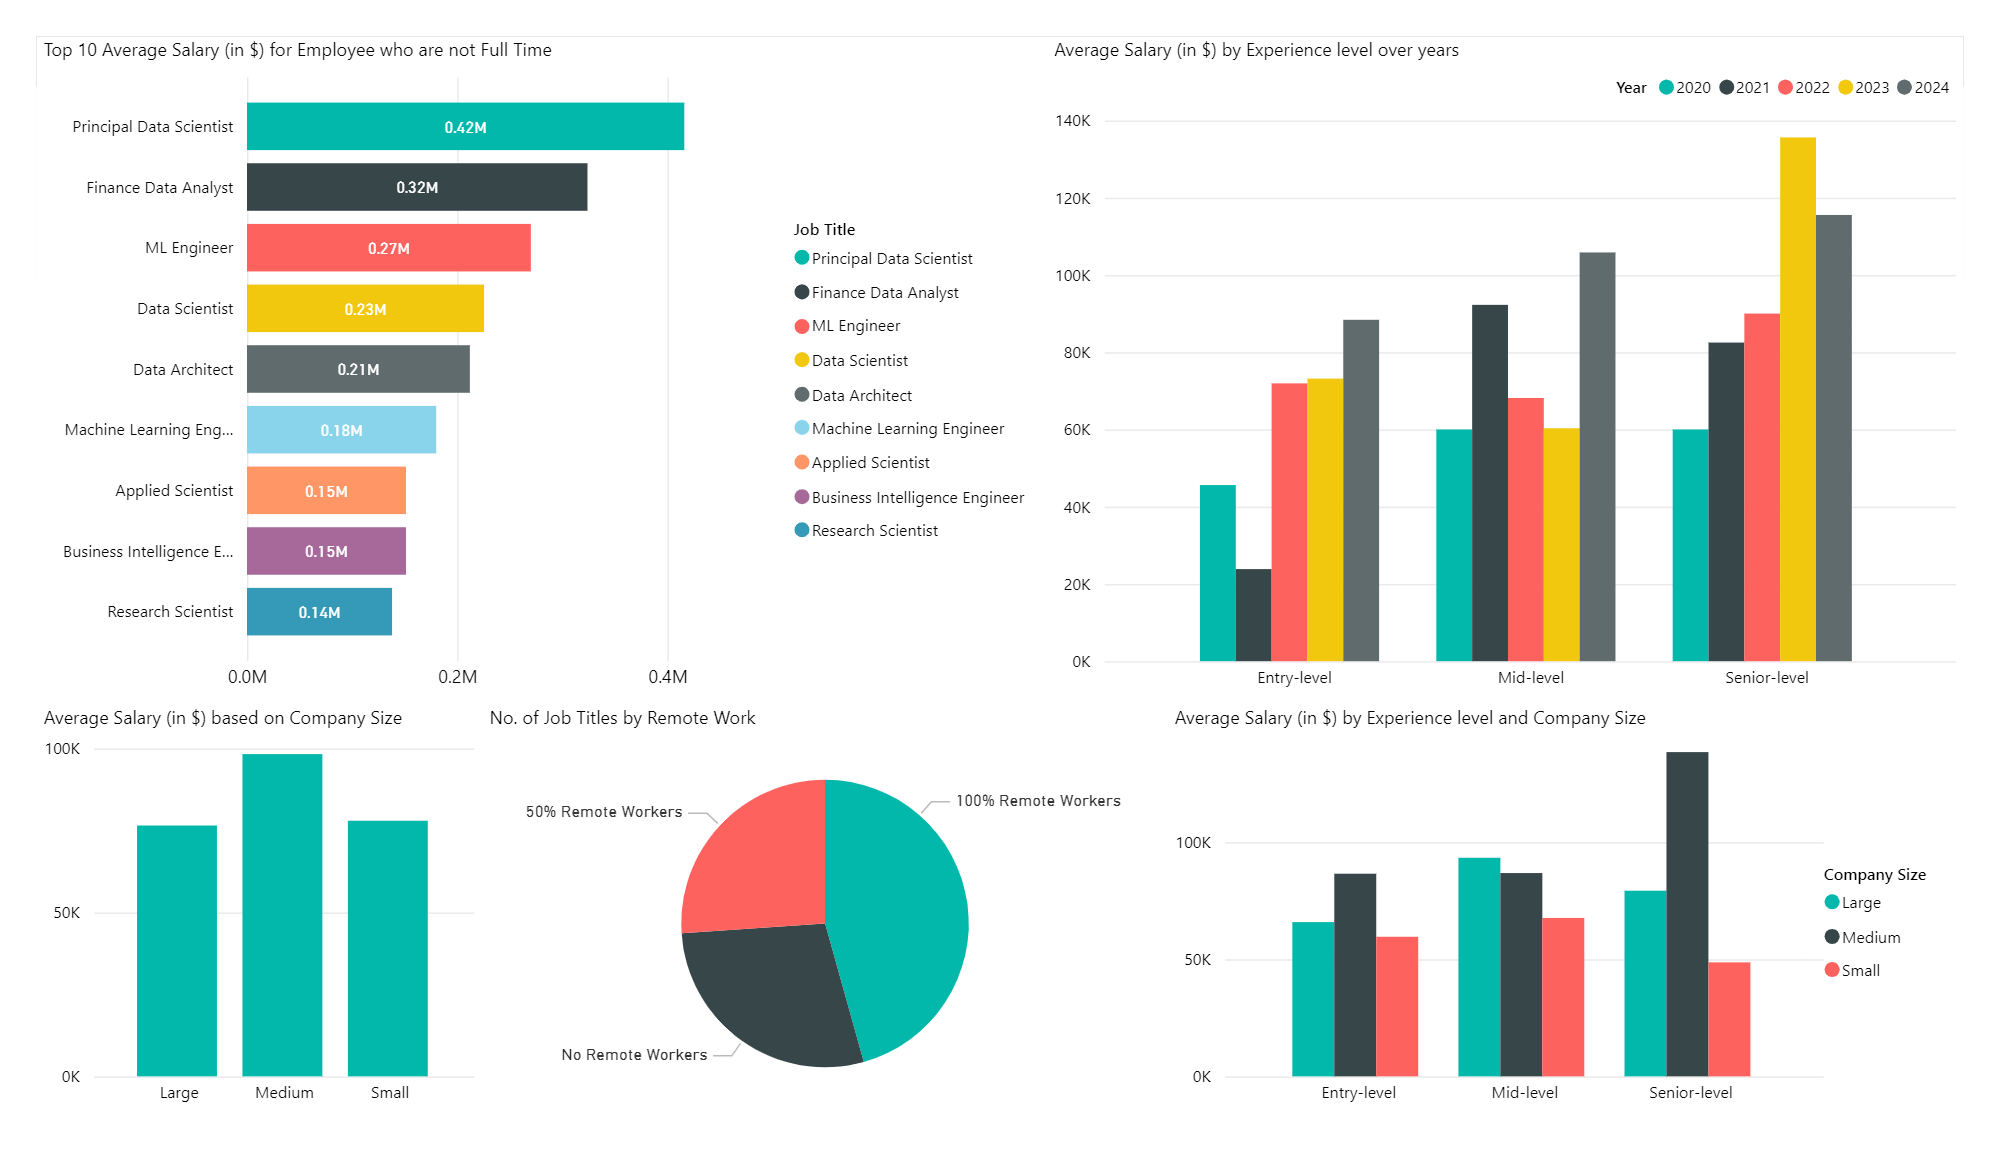 Top 10 Average Salary (in $) for Employee who are not Full Time
Principal Data Scientist
0.42M
Finance Data Analyst
0.32M
ML Engineer
0.27M
Data Scientist
0.23M
Data Architect
0.21M
Machine Learning Eng...
0.18M
Applied Scientist
0.15M
Business Intelligence E...
0.15M
Research Scientist
0.14M
0.0M 0.2M 0.4M
Job Title
Principal Data Scientist
Finance Data Analyst
ML Engineer
Data Scientist
Data Architect
Machine Learning Engineer
Applied Scientist
Business Intelligence Engineer
Research Scientist
Average Salary (in $) by Experience level over years
Year 2020 2021 2022 2023 2024
140K
120K
100K
80K
60K
40K
20K
0K
Entry-level Mid-level Senior-level
Average Salary (in $) based on Company Size
100K
50K
0K
Large Medium Small
No. of Job Titles by Remote Work
100% Remote Workers
50% Remote Workers
No Remote Workers
Average Salary (in $) by Experience level and Company Size
100K
50K
0K
Entry-level Mid-level Senior-level
Company Size
Large
Medium
Small